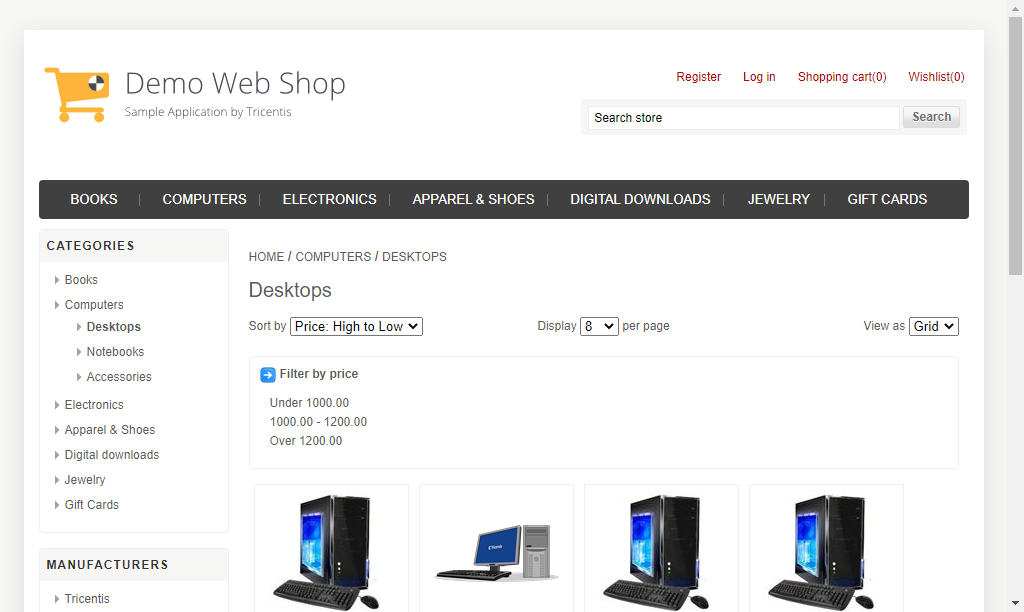 Demo Web Shop
Sample Application by Tricentis
Register Log in Shopping cart(0) Wishlist(0)
Search store Search
BOOKS | COMPUTERS | ELECTRONICS | APPAREL & SHOES | DIGITAL DOWNLOADS | JEWELRY | GIFT CARDS
CATEGORIES
Books
Computers
Desktops
Notebooks
Accessories
Electronics
Apparel & Shoes
Digital downloads
Jewelry
Gift Cards
MANUFACTURERS
Tricentis
HOME / COMPUTERS / DESKTOPS
Desktops
Sort by Price: High to Low Display 8 per page View as Grid
Filter by price
Under 1000.00
1000.00 - 1200.00
Over 1200.00